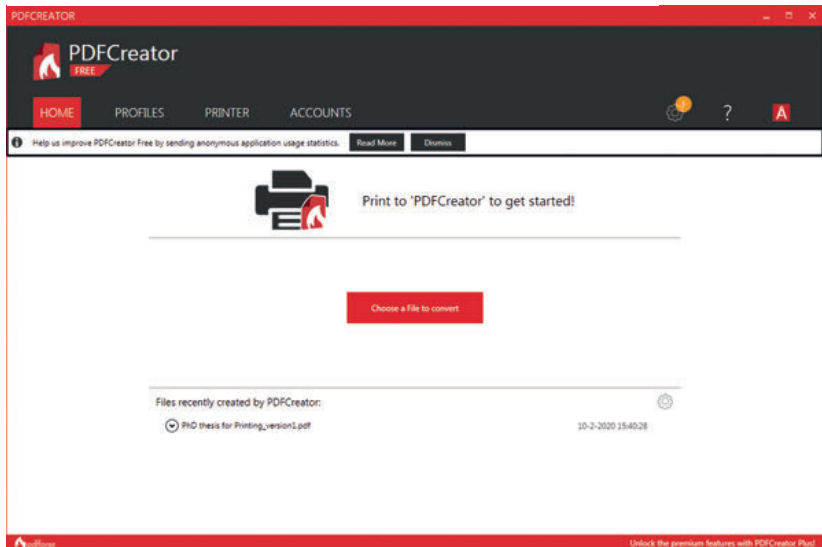 PDFCREATOR
PDFCreator
FREE
HOME PROFILES PRINTER ACCOUNTS ? A
Help us improve PDFCreator Free by sending anonymous application usage statistics. Read More Dismiss
Print to 'PDFCreator' to get started!
Choose a File to convert
Files recently created by PDFCreator:
PhD thesis for Printing_version1.pdf 10-2-2020 15:40:28
pdfforge Unlock the premium features with PDFCreator Plus!